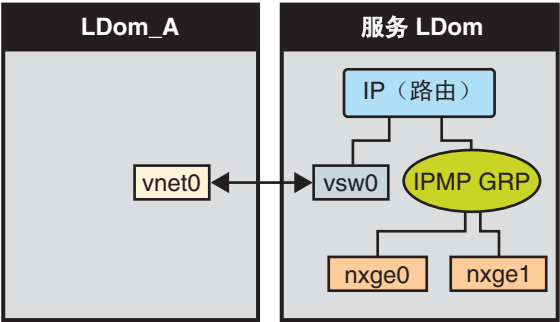 LDom_A
服务 LDom
IP（路由）
vnet0
vsw0
IPMP GRP
nxge0
nxge1